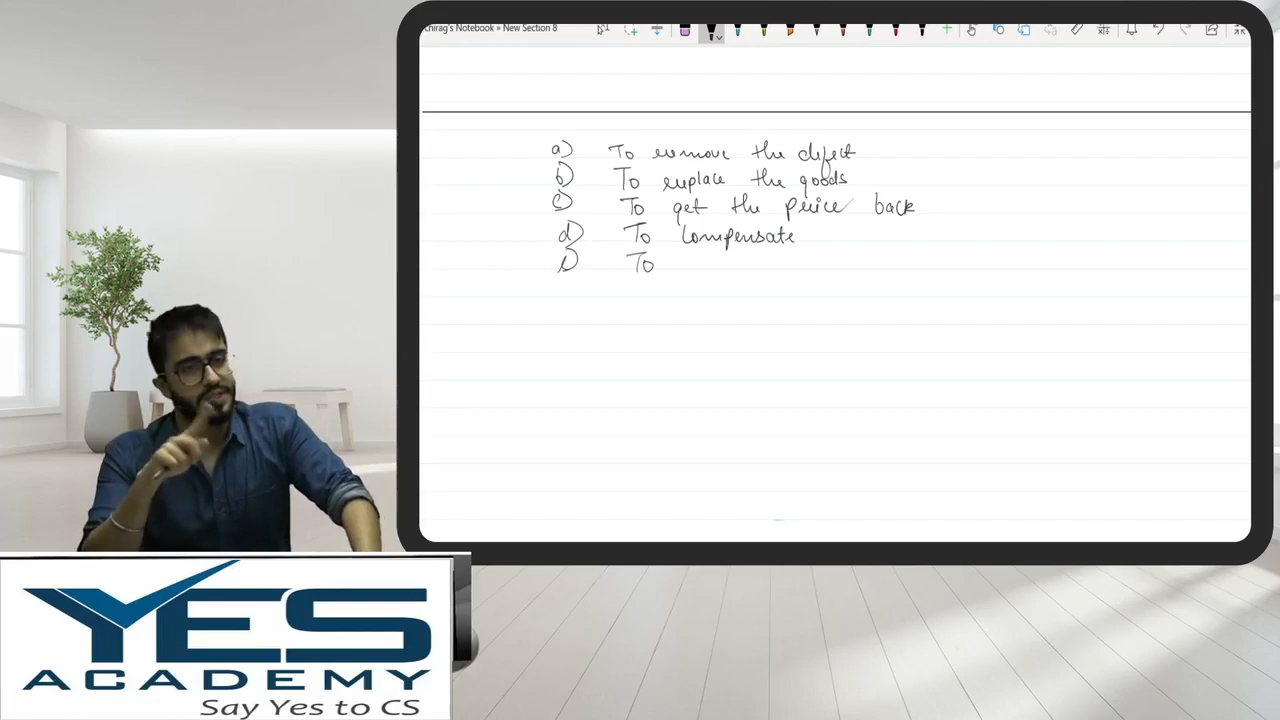 chirag's Notebook » New Section 8
a) To remove the defect
b) To replace the goods
c) To get the price back
d) To compensate
e) To
YES
ACADEMY
Say Yes to CS